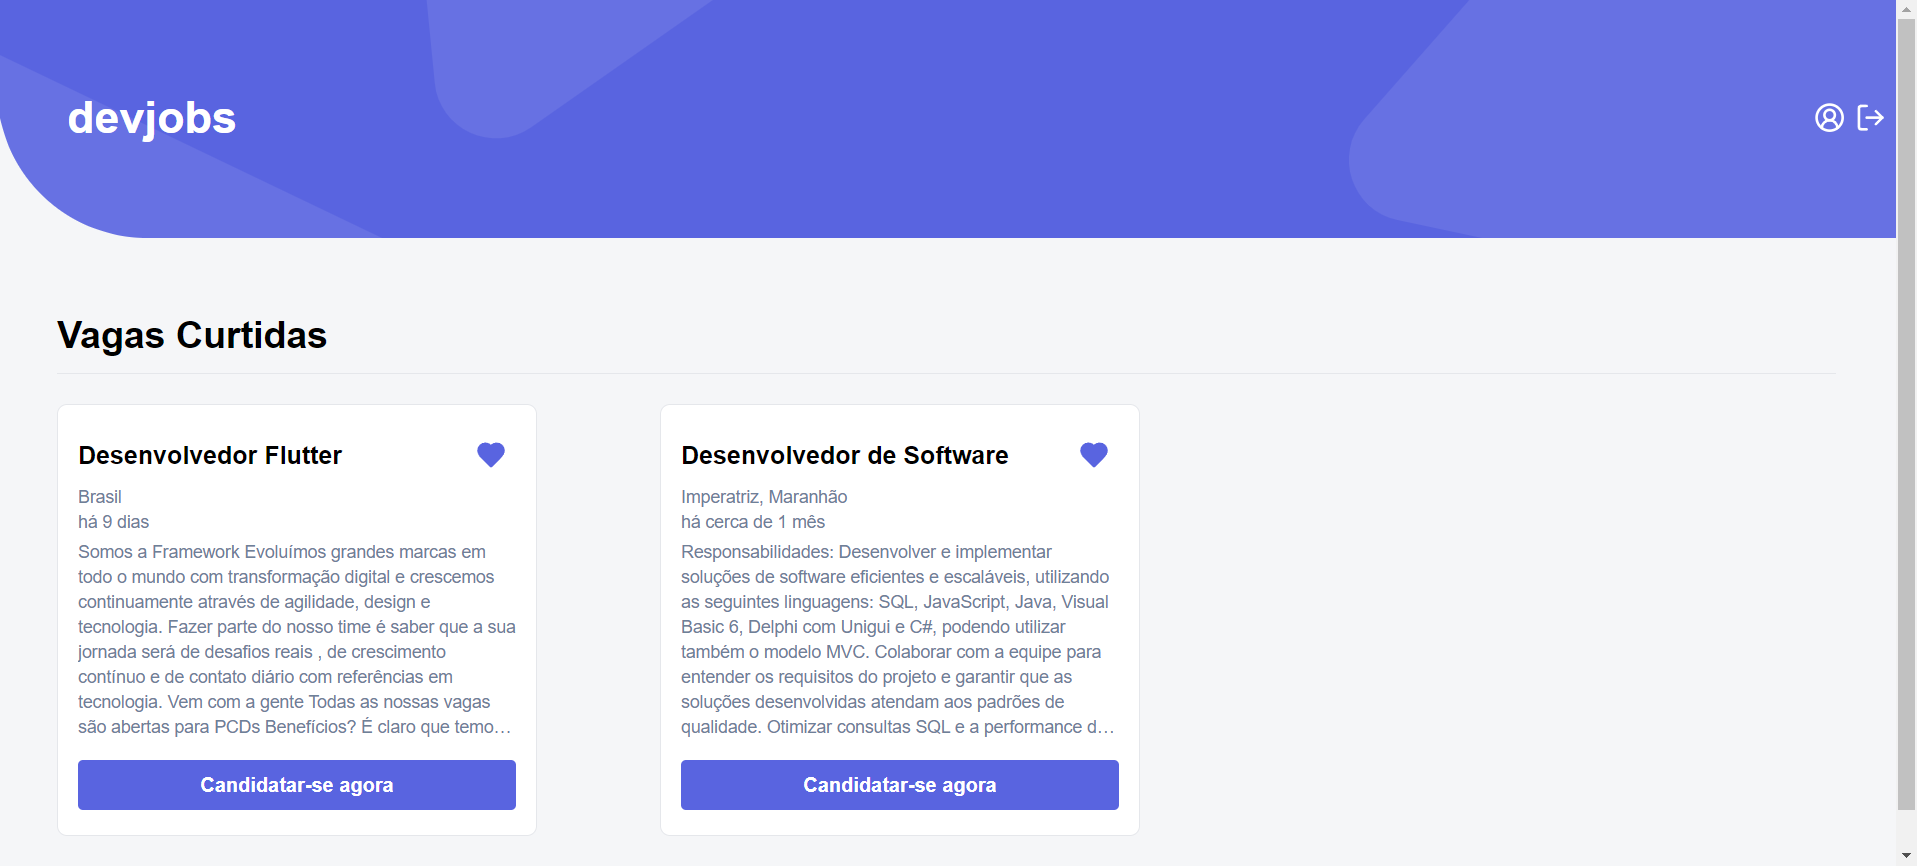 devjobs
Vagas Curtidas
Desenvolvedor Flutter
Brasil
há 9 dias
Somos a Framework Evoluímos grandes marcas em
todo o mundo com transformação digital e crescemos
continuamente através de agilidade, design e
tecnologia. Fazer parte do nosso time é saber que a sua
jornada será de desafios reais , de crescimento
contínuo e de contato diário com referências em
tecnologia. Vem com a gente Todas as nossas vagas
são abertas para PCDs Benefícios? É claro que temo…
Candidatar-se agora
Desenvolvedor de Software
Imperatriz, Maranhão
há cerca de 1 mês
Responsabilidades: Desenvolver e implementar
soluções de software eficientes e escaláveis, utilizando
as seguintes linguagens: SQL, JavaScript, Java, Visual
Basic 6, Delphi com Unigui e C#, podendo utilizar
também o modelo MVC. Colaborar com a equipe para
entender os requisitos do projeto e garantir que as
soluções desenvolvidas atendam aos padrões de
qualidade. Otimizar consultas SQL e a performance d…
Candidatar-se agora